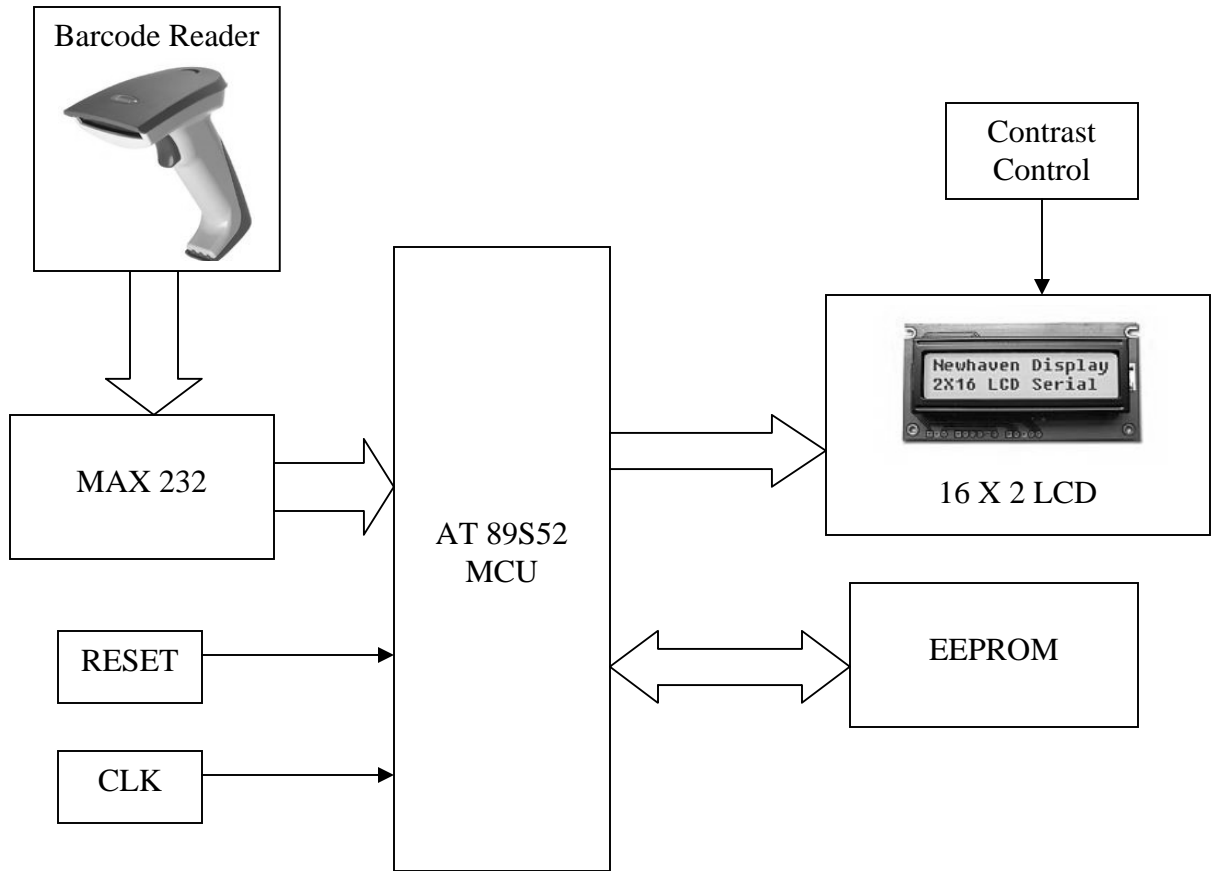 Barcode Reader
Contrast
Control
Newhaven Display
2X16 LCD Serial
16 X 2 LCD
MAX 232
AT 89S52
MCU
RESET
EEPROM
CLK